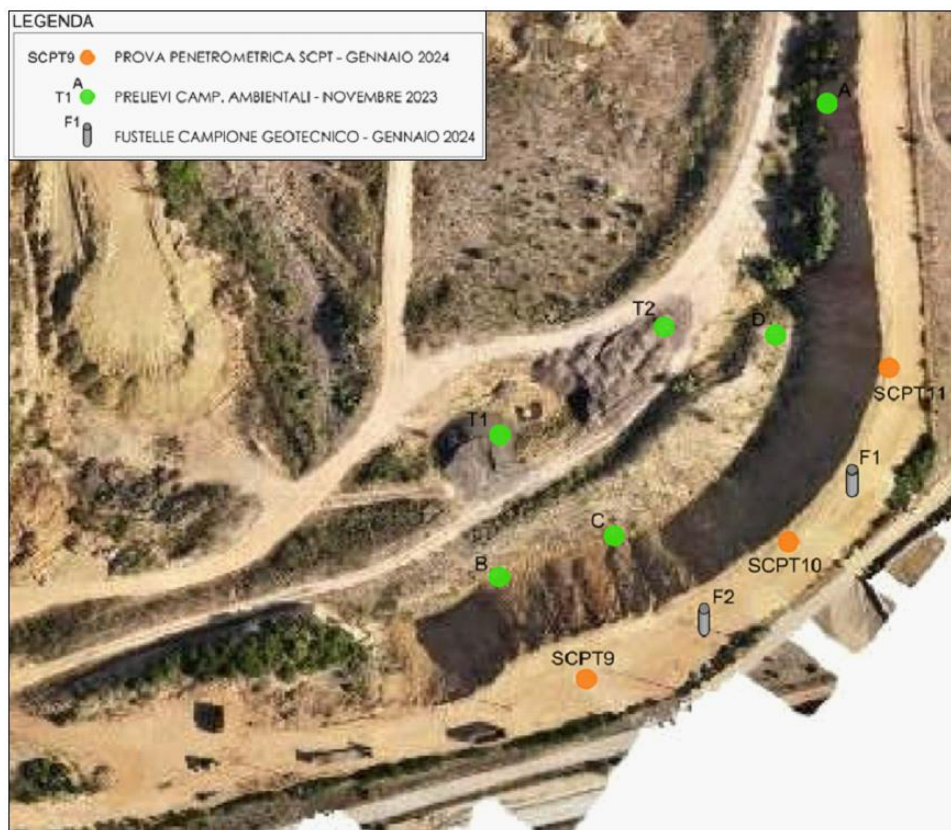 LEGENDA
SCPT9 PROVA PENETROMETRICA SCPT - GENNAIO 2024
A
T1 PRELIEVI CAMP. AMBIENTALI - NOVEMBRE 2023
F1
FUSTELLE CAMPIONE GEOTECNICO - GENNAIO 2024
A
T2
D
SCPT11
T1
F1
C
SCPT10
B
F2
SCPT9